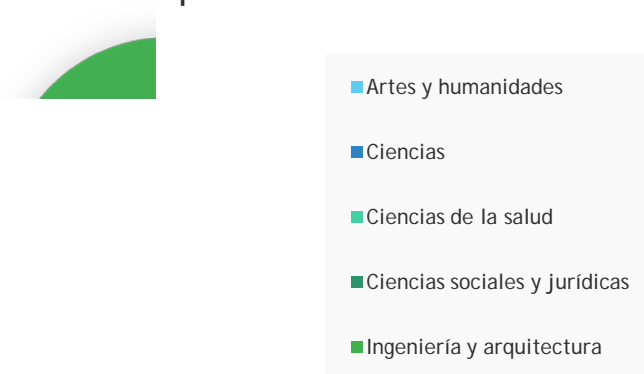 Artes y humanidades
Ciencias
Ciencias de la salud
Ciencias sociales y jurídicas
Ingeniería y arquitectura